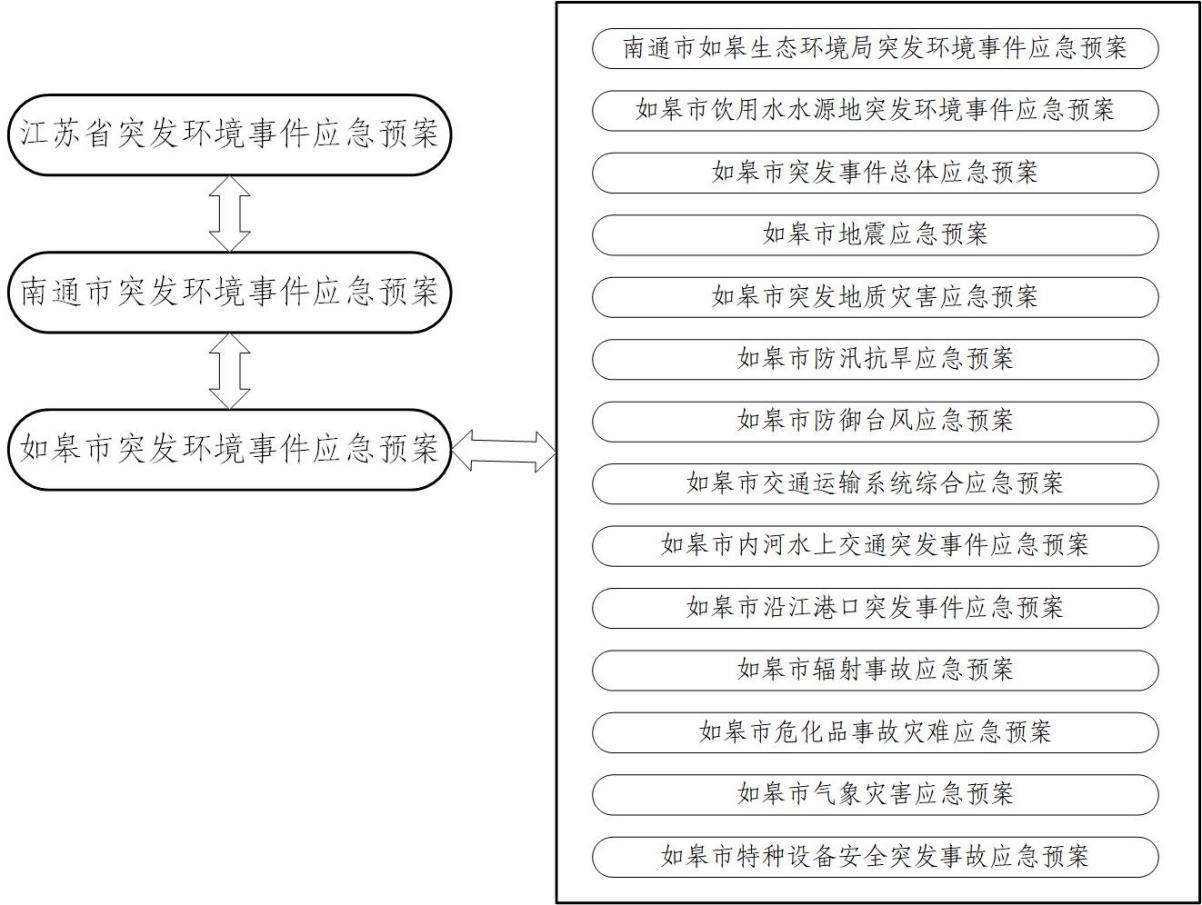 江苏省突发环境事件应急预案
南通市突发环境事件应急预案
如皋市突发环境事件应急预案
南通市如皋生态环境局突发环境事件应急预案
如皋市饮用水水源地突发环境事件应急预案
如皋市突发事件总体应急预案
如皋市地震应急预案
如皋市突发地质灾害应急预案
如皋市防汛抗旱应急预案
如皋市防御台风应急预案
如皋市交通运输系统综合应急预案
如皋市内河水上交通突发事件应急预案
如皋市沿江港口突发事件应急预案
如皋市辐射事故应急预案
如皋市危化品事故灾难应急预案
如皋市气象灾害应急预案
如皋市特种设备安全突发事故应急预案